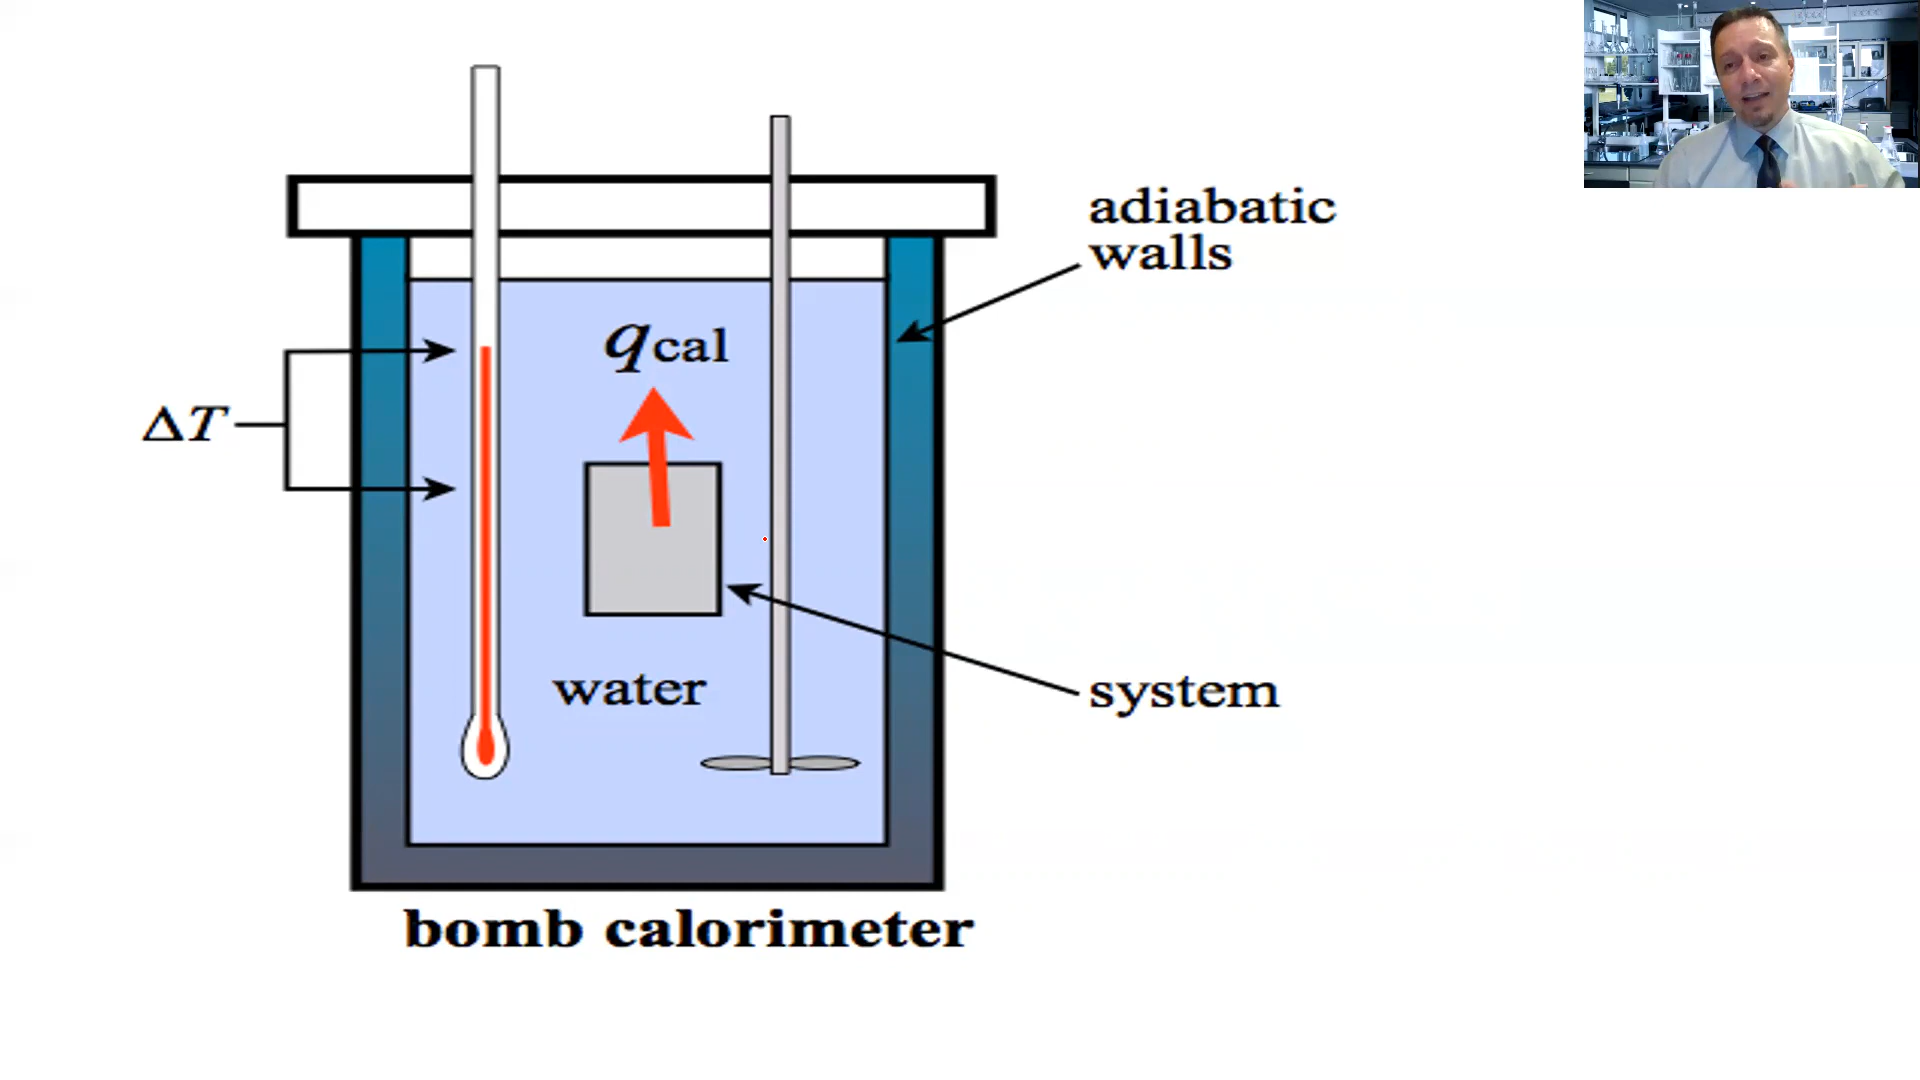 adiabatic
walls
qcal
ΔT
water
system
bomb calorimeter